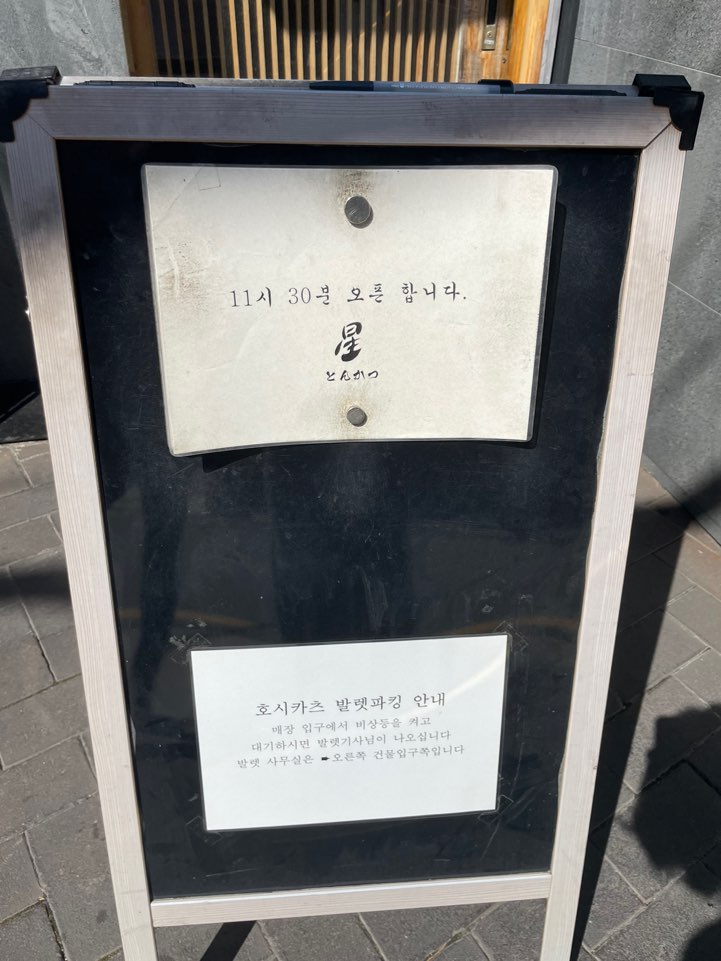 11시 30분 오픈 합니다.
星
とんかつ
호시카츠 발렛파킹 안내
매장 입구에서 비상등을 켜고
대기하시면 발렛기사님이 나오십니다
발렛 사무실은 ➨오른쪽 건물입구쪽입니다